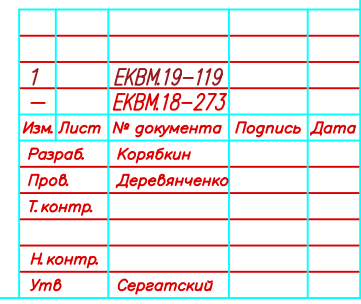 1 ЕКВМ.19-119
— ЕКВМ.18-273
Изм. Лист № документа Подпись Дата
Разраб. Корябкин
Пров. Деревянченко
Т. контр.
Н. контр.
Утв Сергатский